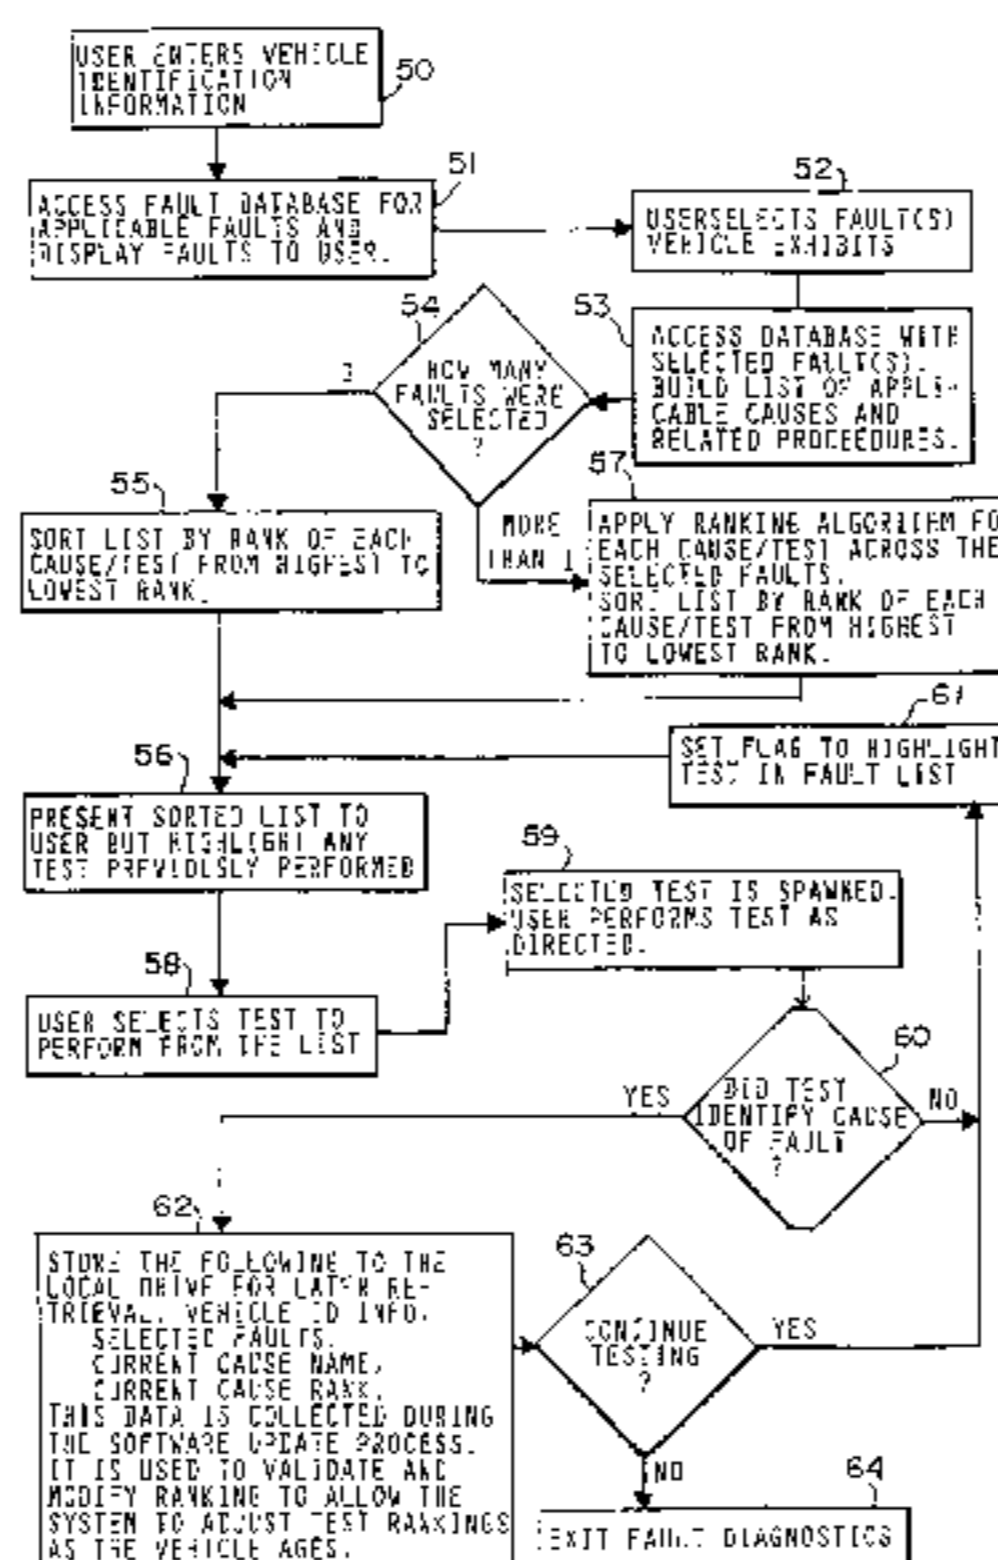 USER ENTERS VEHICLE
IDENTIFICATION
INFORMATION
50
ACCESS FAULT DATABASE FOR
APPLICABLE FAULTS AND
DISPLAY FAULTS TO USER.
51
52
USERSELECTS FAULT(S)
VEHICLE EXHIBITS
53
ACCESS DATABASE WITH
SELECTED FAULT(S).
BUILD LIST OF APPLI-
CABLE CAUSES AND
RELATED PROCEEDURES.
54
HOW MANY
FAULTS WERE
SELECTED
?
1
MORE
THAN 1
55
SORT LIST BY RANK OF EACH
CAUSE/TEST FROM HIGHEST TO
LOWEST RANK.
57
APPLY RANKING ALGORITHM FO
EACH CAUSE/TEST ACROSS THE
SELECTED FAULTS.
SORT LIST BY RANK OF EACH
CAUSE/TEST FROM HIGHEST
TO LOWEST RANK.
61
SET FLAG TO HIGHLIGHT
TEST IN FAULT LIST
56
PRESENT SORTED LIST TO
USER BUT HIGHLIGHT ANY
TEST PREVIOUSLY PERFORMED
58
USER SELECTS TEST TO
PERFORM FROM THE LIST
59
SELECTED TEST IS SPAWNED.
USER PERFORMS TEST AS
DIRECTED.
60
DID TEST
IDENTIFY CAUSE
OF FAULT
?
YES
NO
62
STORE THE FOLLOWING TO THE
LOCAL DRIVE FOR LATER RE-
TRIEVAL. VEHICLE ID INFO,
SELECTED FAULTS,
CURRENT CAUSE NAME,
CURRENT CAUSE RANK.
THIS DATA IS COLLECTED DURING
THE SOFTWARE UPDATE PROCESS.
IT IS USED TO VALIDATE AND
MODIFY RANKING TO ALLOW THE
SYSTEM TO ADJUST TEST RANKINGS
AS THE VEHICLE AGES.
63
CONTINUE
TESTING
?
YES
NO
64
EXIT FAULT DIAGNOSTICS